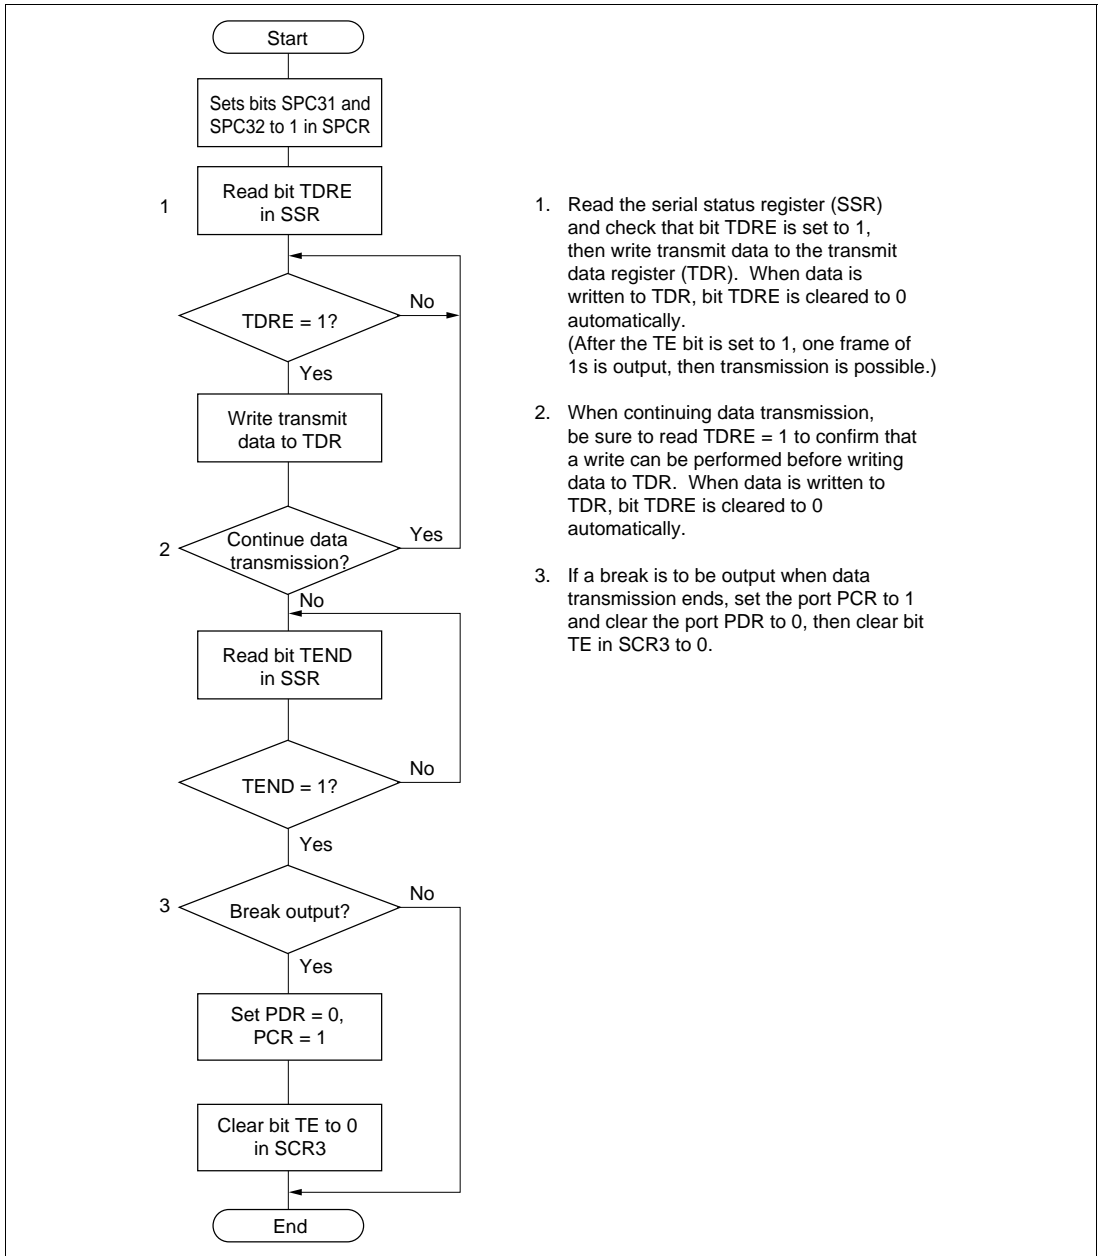 Start
Sets bits SPC31 and
SPC32 to 1 in SPCR
1
Read bit TDRE
in SSR
TDRE = 1?
No
Yes
Write transmit
data to TDR
2
Continue data
transmission?
Yes
No
Read bit TEND
in SSR
TEND = 1?
No
Yes
3
Break output?
No
Yes
Set PDR = 0,
PCR = 1
Clear bit TE to 0
in SCR3
End
1. Read the serial status register (SSR)
and check that bit TDRE is set to 1,
then write transmit data to the transmit
data register (TDR). When data is
written to TDR, bit TDRE is cleared to 0
automatically.
(After the TE bit is set to 1, one frame of
1s is output, then transmission is possible.)
2. When continuing data transmission,
be sure to read TDRE = 1 to confirm that
a write can be performed before writing
data to TDR. When data is written to
TDR, bit TDRE is cleared to 0
automatically.
3. If a break is to be output when data
transmission ends, set the port PCR to 1
and clear the port PDR to 0, then clear bit
TE in SCR3 to 0.